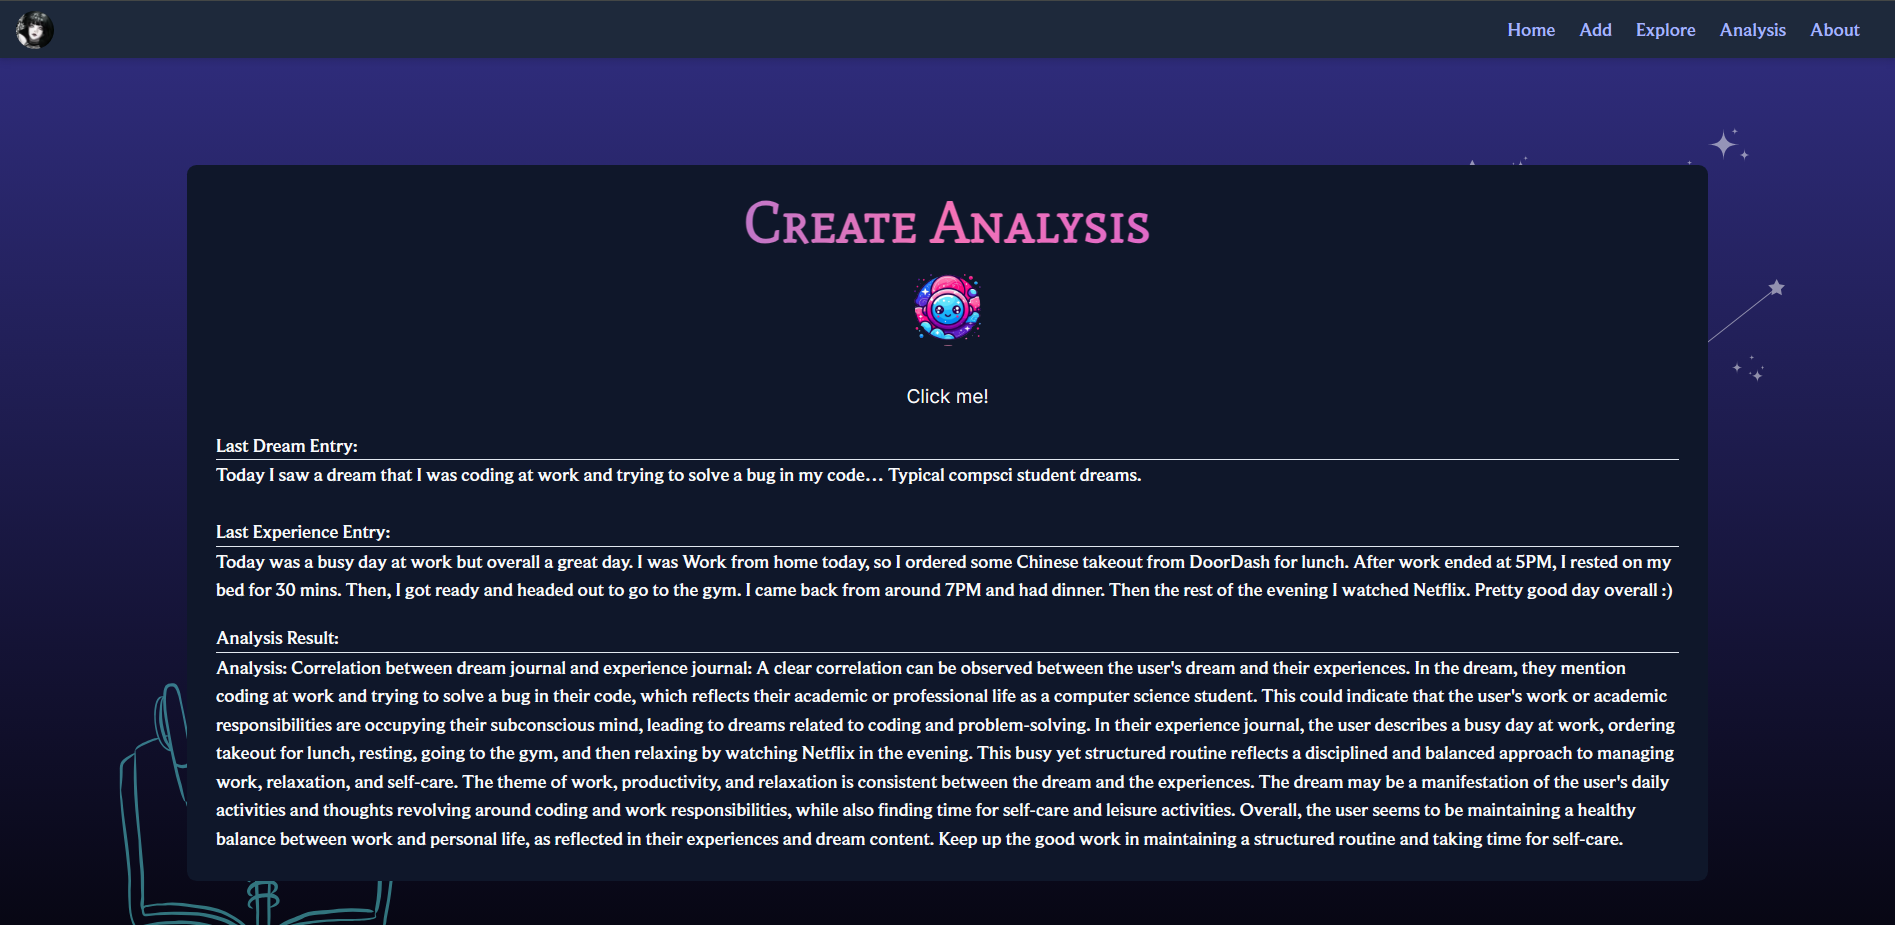 Home Add Explore Analysis About
Create Analysis
Click me!
Last Dream Entry:
Today I saw a dream that I was coding at work and trying to solve a bug in my code... Typical compsci student dreams.
Last Experience Entry:
Today was a busy day at work but overall a great day. I was Work from home today, so I ordered some Chinese takeout from DoorDash for lunch. After work ended at 5PM, I rested on my
bed for 30 mins. Then, I got ready and headed out to go to the gym. I came back from around 7PM and had dinner. Then the rest of the evening I watched Netflix. Pretty good day overall :)
Analysis Result:
Analysis: Correlation between dream journal and experience journal: A clear correlation can be observed between the user's dream and their experiences. In the dream, they mention
coding at work and trying to solve a bug in their code, which reflects their academic or professional life as a computer science student. This could indicate that the user's work or academic
responsibilities are occupying their subconscious mind, leading to dreams related to coding and problem-solving. In their experience journal, the user describes a busy day at work, ordering
takeout for lunch, resting, going to the gym, and then relaxing by watching Netflix in the evening. This busy yet structured routine reflects a disciplined and balanced approach to managing
work, relaxation, and self-care. The theme of work, productivity, and relaxation is consistent between the dream and the experiences. The dream may be a manifestation of the user's daily
activities and thoughts revolving around coding and work responsibilities, while also finding time for self-care and leisure activities. Overall, the user seems to be maintaining a healthy
balance between work and personal life, as reflected in their experiences and dream content. Keep up the good work in maintaining a structured routine and taking time for self-care.